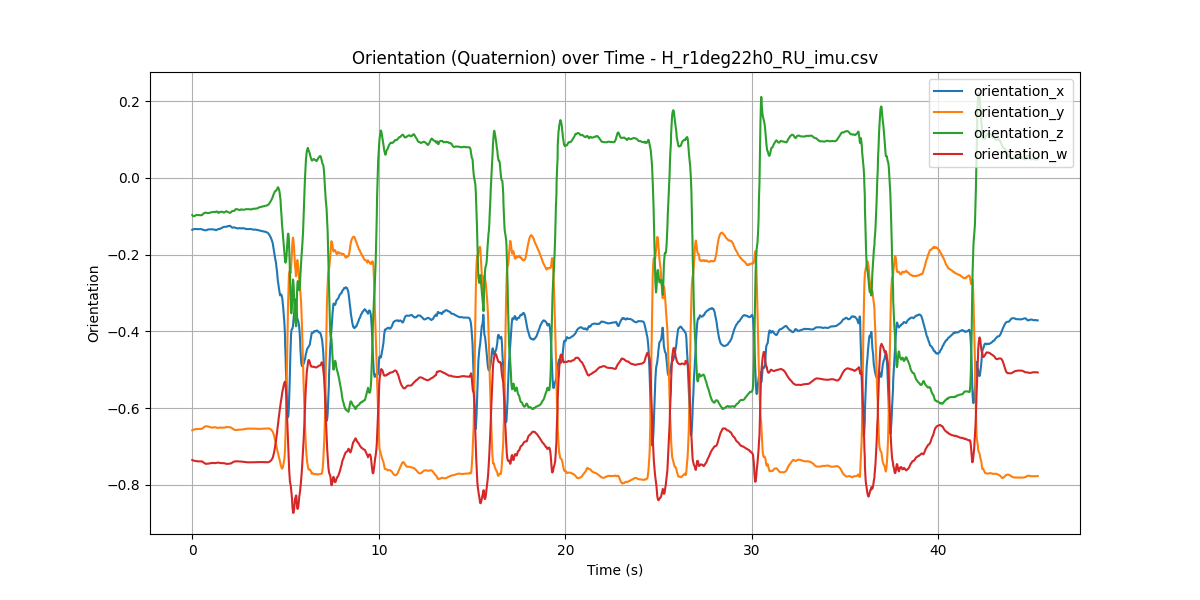 Orientation (Quaternion) over Time - H_r1deg22h0_RU_imu.csv
orientation_x
orientation_y
orientation_z
orientation_w
Orientation
0.2
0.0
−0.2
−0.4
−0.6
−0.8
0 10 20 30 40
Time (s)